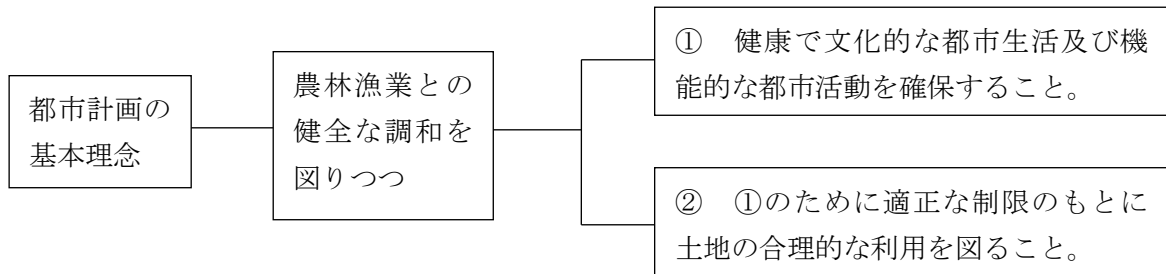 都市計画の
基本理念
農林漁業との
健全な調和を
図りつつ
① 健康で文化的な都市生活及び機
能的な都市活動を確保すること。
② ①のために適正な制限のもとに
土地の合理的な利用を図ること。